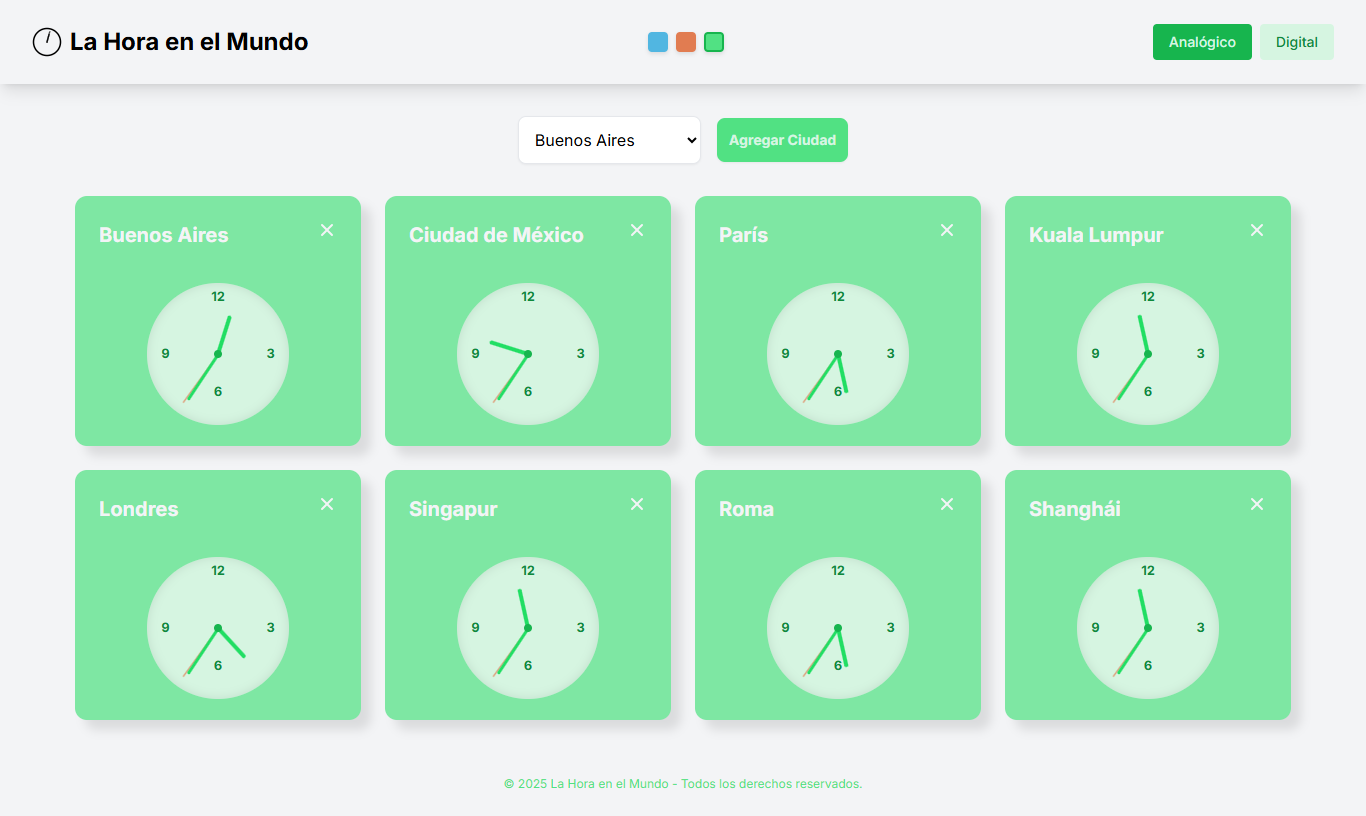 La Hora en el Mundo
Analógico
Digital
Buenos Aires
Agregar Ciudad
Buenos Aires
12
9
3
6
Ciudad de México
12
9
3
6
París
12
9
3
6
Kuala Lumpur
12
9
3
6
Londres
12
9
3
6
Singapur
12
9
3
6
Roma
12
9
3
6
Shanghái
12
9
3
6
© 2025 La Hora en el Mundo - Todos los derechos reservados.